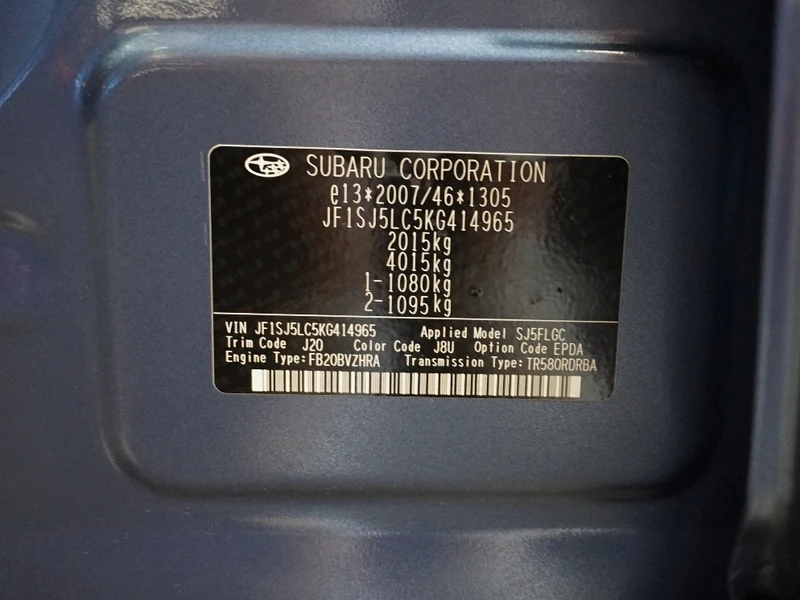 SUBARU CORPORATION
e13*2007/46*1305
JF1SJ5LC5KG414965
2015kg
4015kg
1-1080kg
2-1095kg
VIN JF1SJ5LC5KG414965 Applied Model SJ5FLGC
Trim Code J20 Color Code J8U Option Code EPDA
Engine Type:FB20BVZHRA Transmission Type:TR580RDRBA